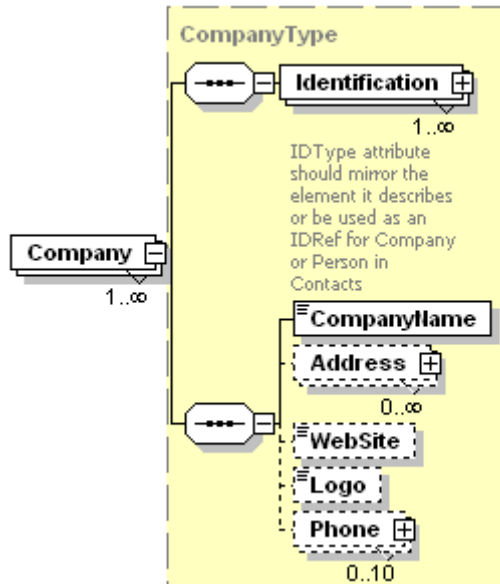 CompanyType
Identification
1..∞
IDType attribute
should mirror the
element it describes
or be used as an
IDRef for Company
or Person in
Contacts
Company
1..∞
CompanyName
Address
0..∞
WebSite
Logo
Phone
0..10